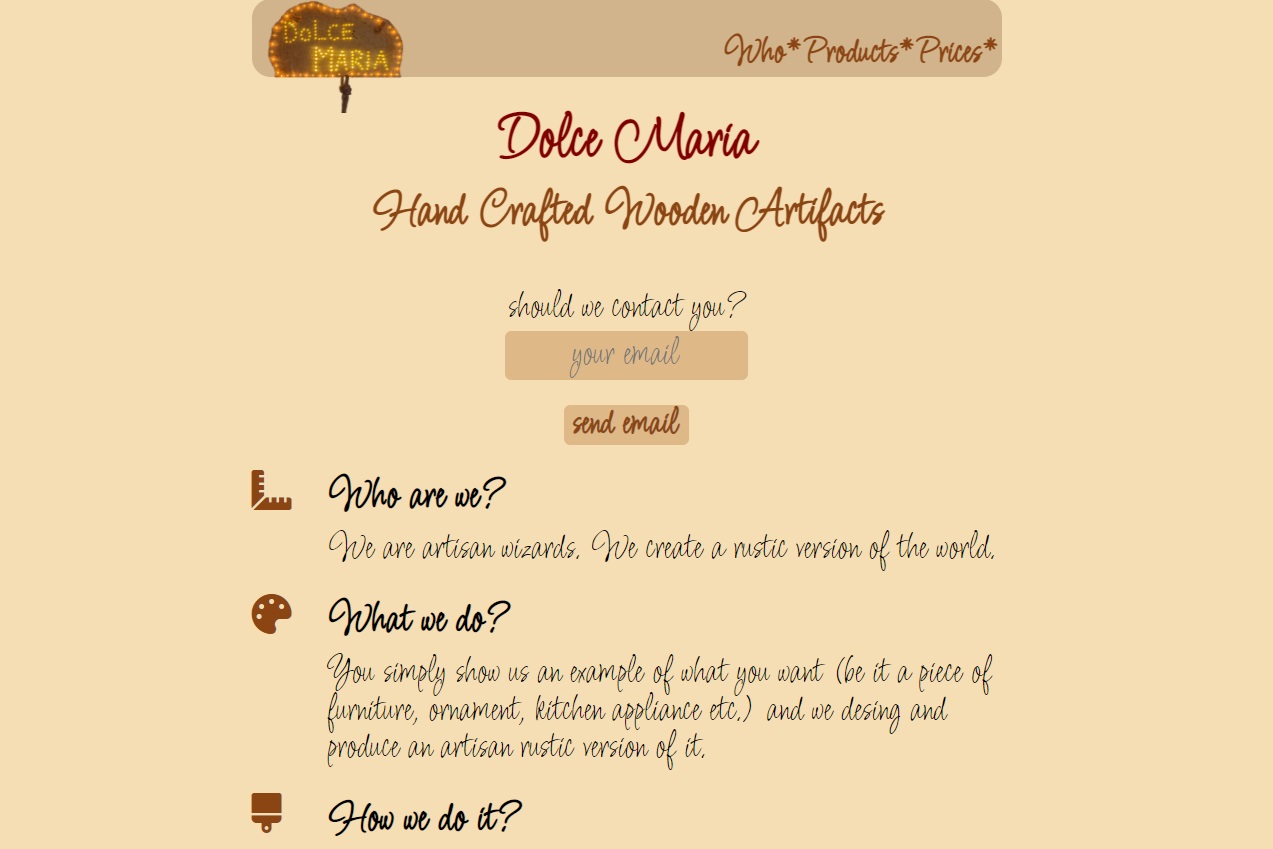 DoLCE
MARIA
Who*Products*Prices*
Dolce Maria
Hand Crafted Wooden Artifacts
should we contact you?
your email
send email
Who are we?
We are artisan wizards. We create a rustic version of the world.
What we do?
You simply show us an example of what you want (be it a piece of
furniture, ornament, kitchen appliance etc.) and we desing and
produce an artisan rustic version of it.
How we do it?